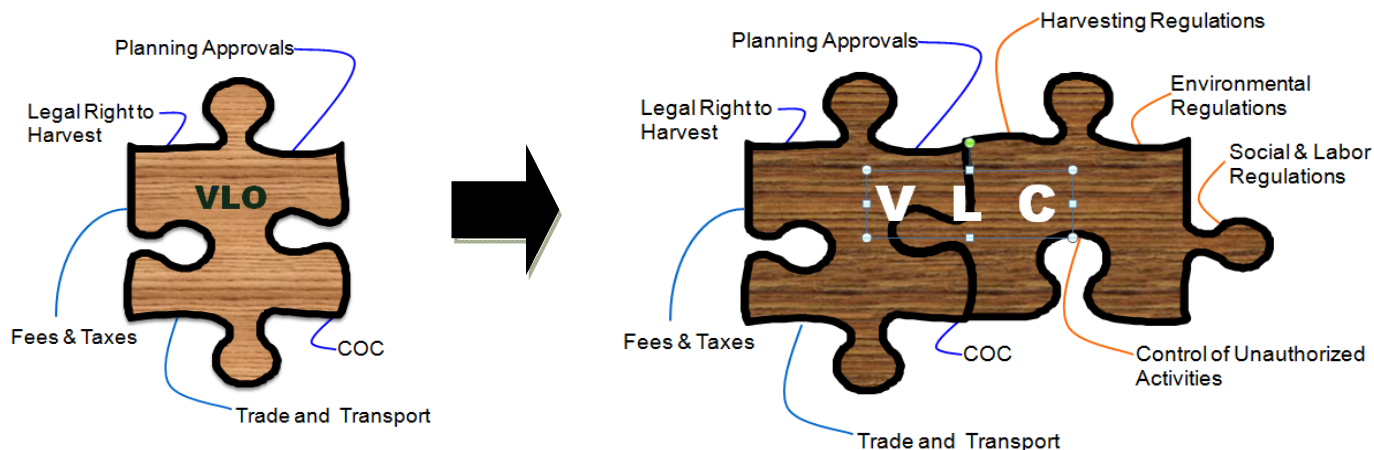 Planning Approvals
Legal Right to
Harvest
VLO
Fees & Taxes
COC
Trade and Transport
Harvesting Regulations
Planning Approvals
Environmental
Regulations
Legal Right to
Harvest
Social & Labor
Regulations
V L C
Fees & Taxes
COC
Control of Unauthorized
Activities
Trade and Transport